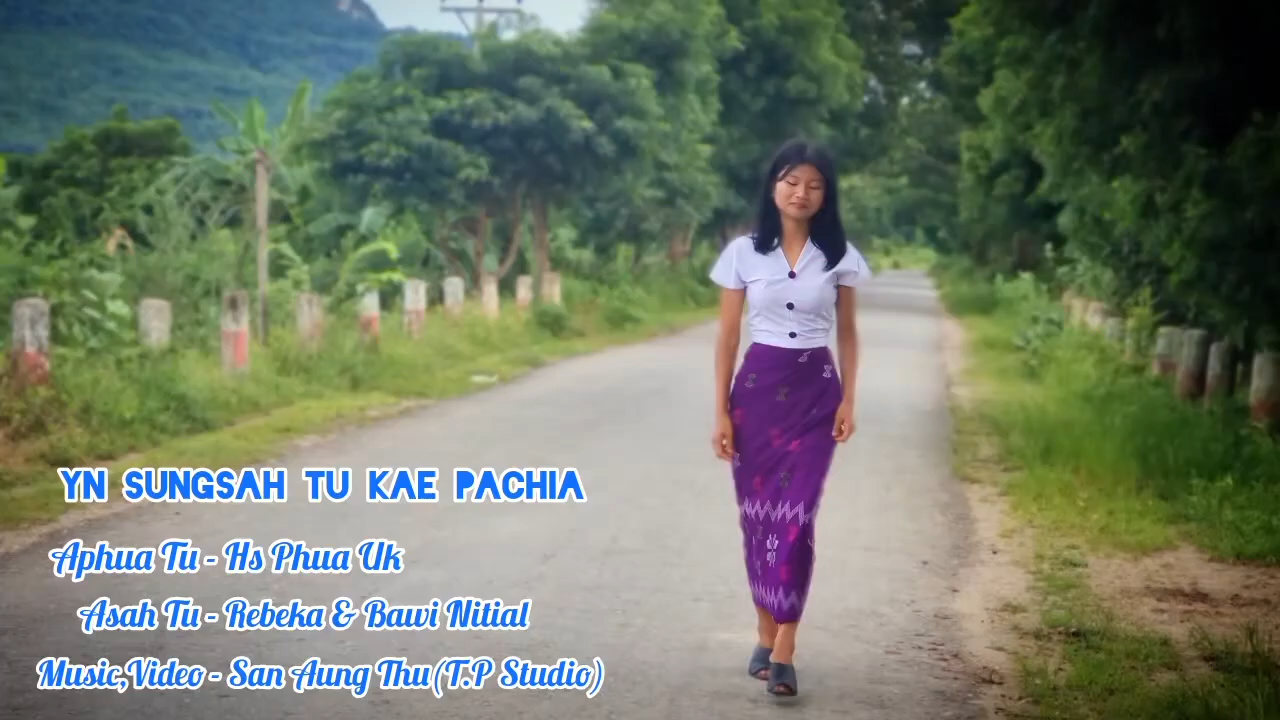 YN SUNGSAH TU KAE PACHIA
Aphua Tu - Hs Phua Uk
Asah Tu - Rebeka & Bawi Nitial
Music,Video - San Aung Thu(T.P Studio)